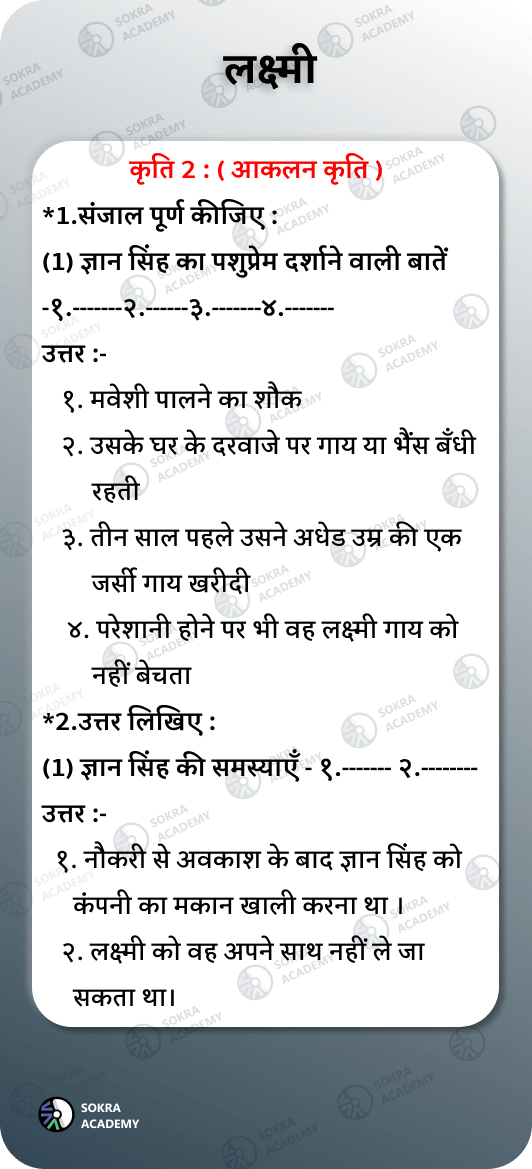 लक्ष्मी
कृति 2 : ( आकलन कृति )
*1.संजाल पूर्ण कीजिए :
(1) ज्ञान सिंह का पशुप्रेम दर्शाने वाली बातें
-१.-------२.------३.-------४.-------
उत्तर :-
१. मवेशी पालने का शौक
२. उसके घर के दरवाजे पर गाय या भैंस बँधी
रहती
३. तीन साल पहले उसने अधेड उम्र की एक
जर्सी गाय खरीदी
४. परेशानी होने पर भी वह लक्ष्मी गाय को
नहीं बेचता
*2.उत्तर लिखिए :
(1) ज्ञान सिंह की समस्याएँ - १.------- २.--------
उत्तर :-
१. नौकरी से अवकाश के बाद ज्ञान सिंह को
कंपनी का मकान खाली करना था ।
२. लक्ष्मी को वह अपने साथ नहीं ले जा
सकता था।
SOKRA
ACADEMY